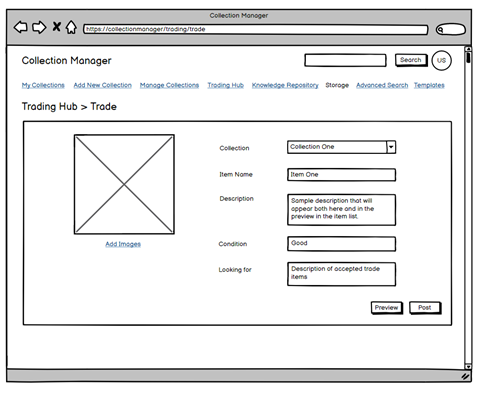 Collection Manager
https://collectionmanager/trading/trade
Collection Manager
Search
US
My Collections Add New Collection Manage Collections Trading Hub Knowledge Repository Storage Advanced Search Templates
Trading Hub > Trade
Collection
Collection One
Item Name
Item One
Description
Sample description that will
appear both here and in the
preview in the item list.
Add Images
Condition
Good
Looking for
Description of accepted trade
items
Preview
Post